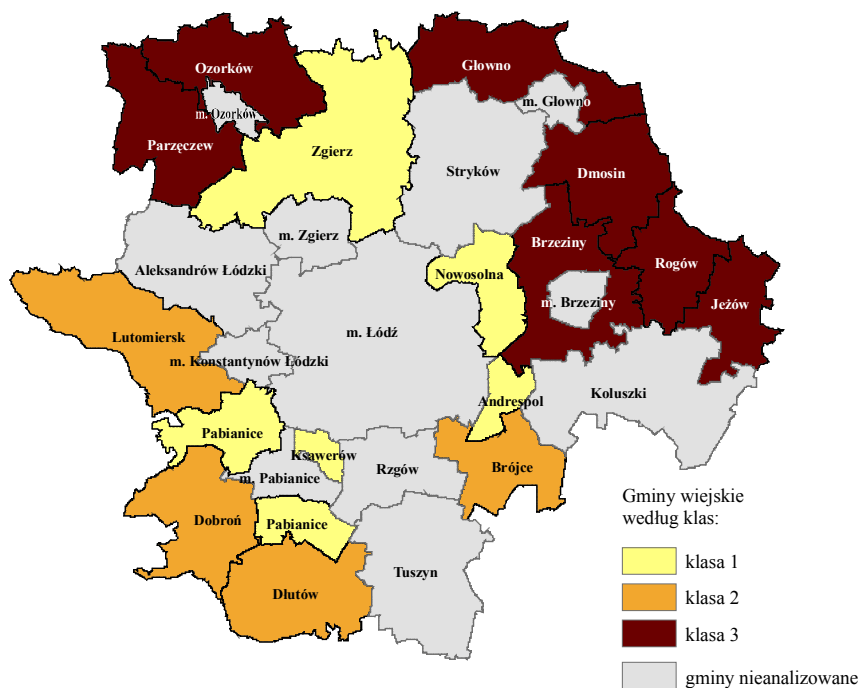 Ozorków
Głowno
m. Głowno
m. Ozorków
Parzęczew
Zgierz
Stryków
Dmosin
m. Zgierz
Brzeziny
Aleksandrów Łódzki
Nowosolna
Rogów
m. Brzeziny
Jeżów
Lutomiersk
m. Łódź
m. Konstantynów Łódzki
Andrespol
Koluszki
Pabianice
Ksawerów
Rzgów
Brójce
m. Pabianice
Dobroń
Pabianice
Tuszyn
Dłutów
Gminy wiejskie
według klas:
klasa 1
klasa 2
klasa 3
gminy nieanalizowane